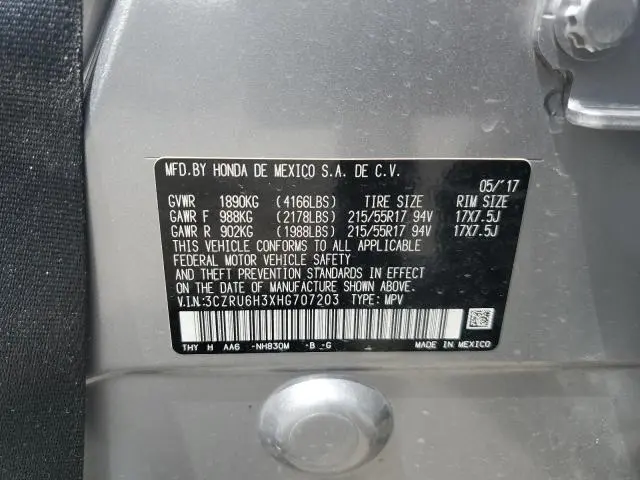 MFD.BY HONDA DE MEXICO S.A. DE C.V.
05/'17
GVWR 1890KG (4166LBS) TIRE SIZE RIM SIZE
GAWR F 988KG (2178LBS) 215/55R17 94V 17X7.5J
GAWR R 902KG (1988LBS) 215/55R17 94V 17X7.5J
THIS VEHICLE CONFORMS TO ALL APPLICABLE
FEDERAL MOTOR VEHICLE SAFETY
AND THEFT PREVENTION STANDARDS IN EFFECT
ON THE DATE OF MANUFACTURE SHOWN ABOVE.
V.I.N:3CZRU6H3XHG707203 TYPE: MPV
THY H AA6 -NH830M -B -G MADE IN MEXICO